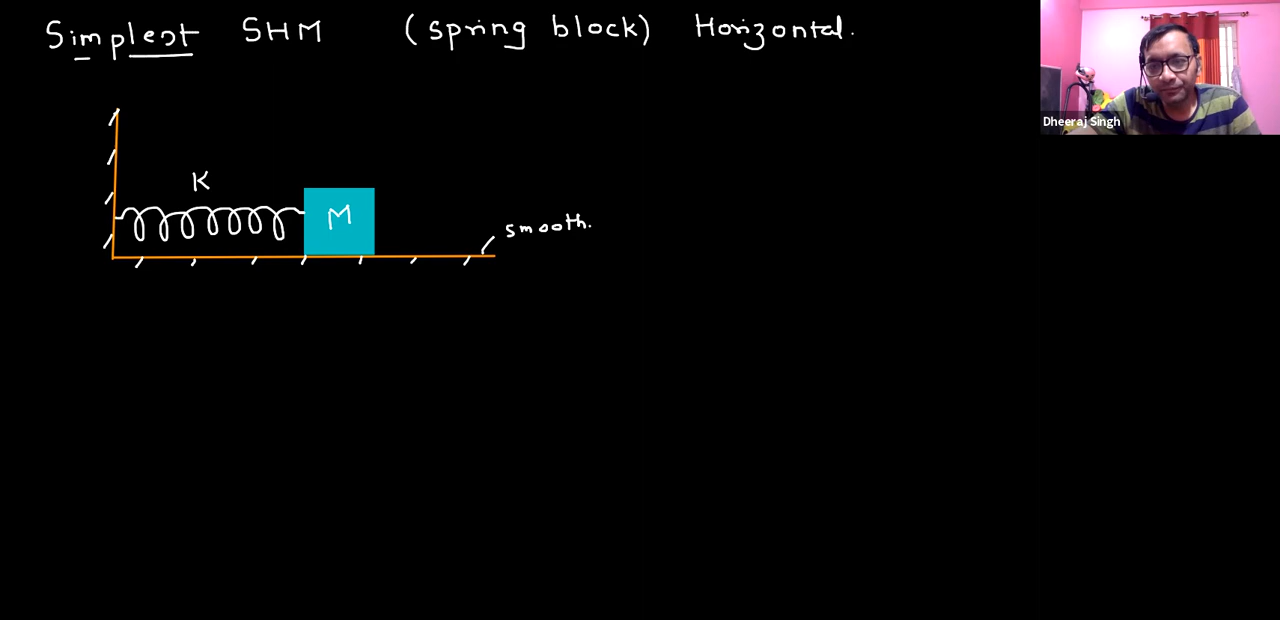 Simplest SHM (spring block) Horizontal.
Dheeraj Singh
K
M
smooth.